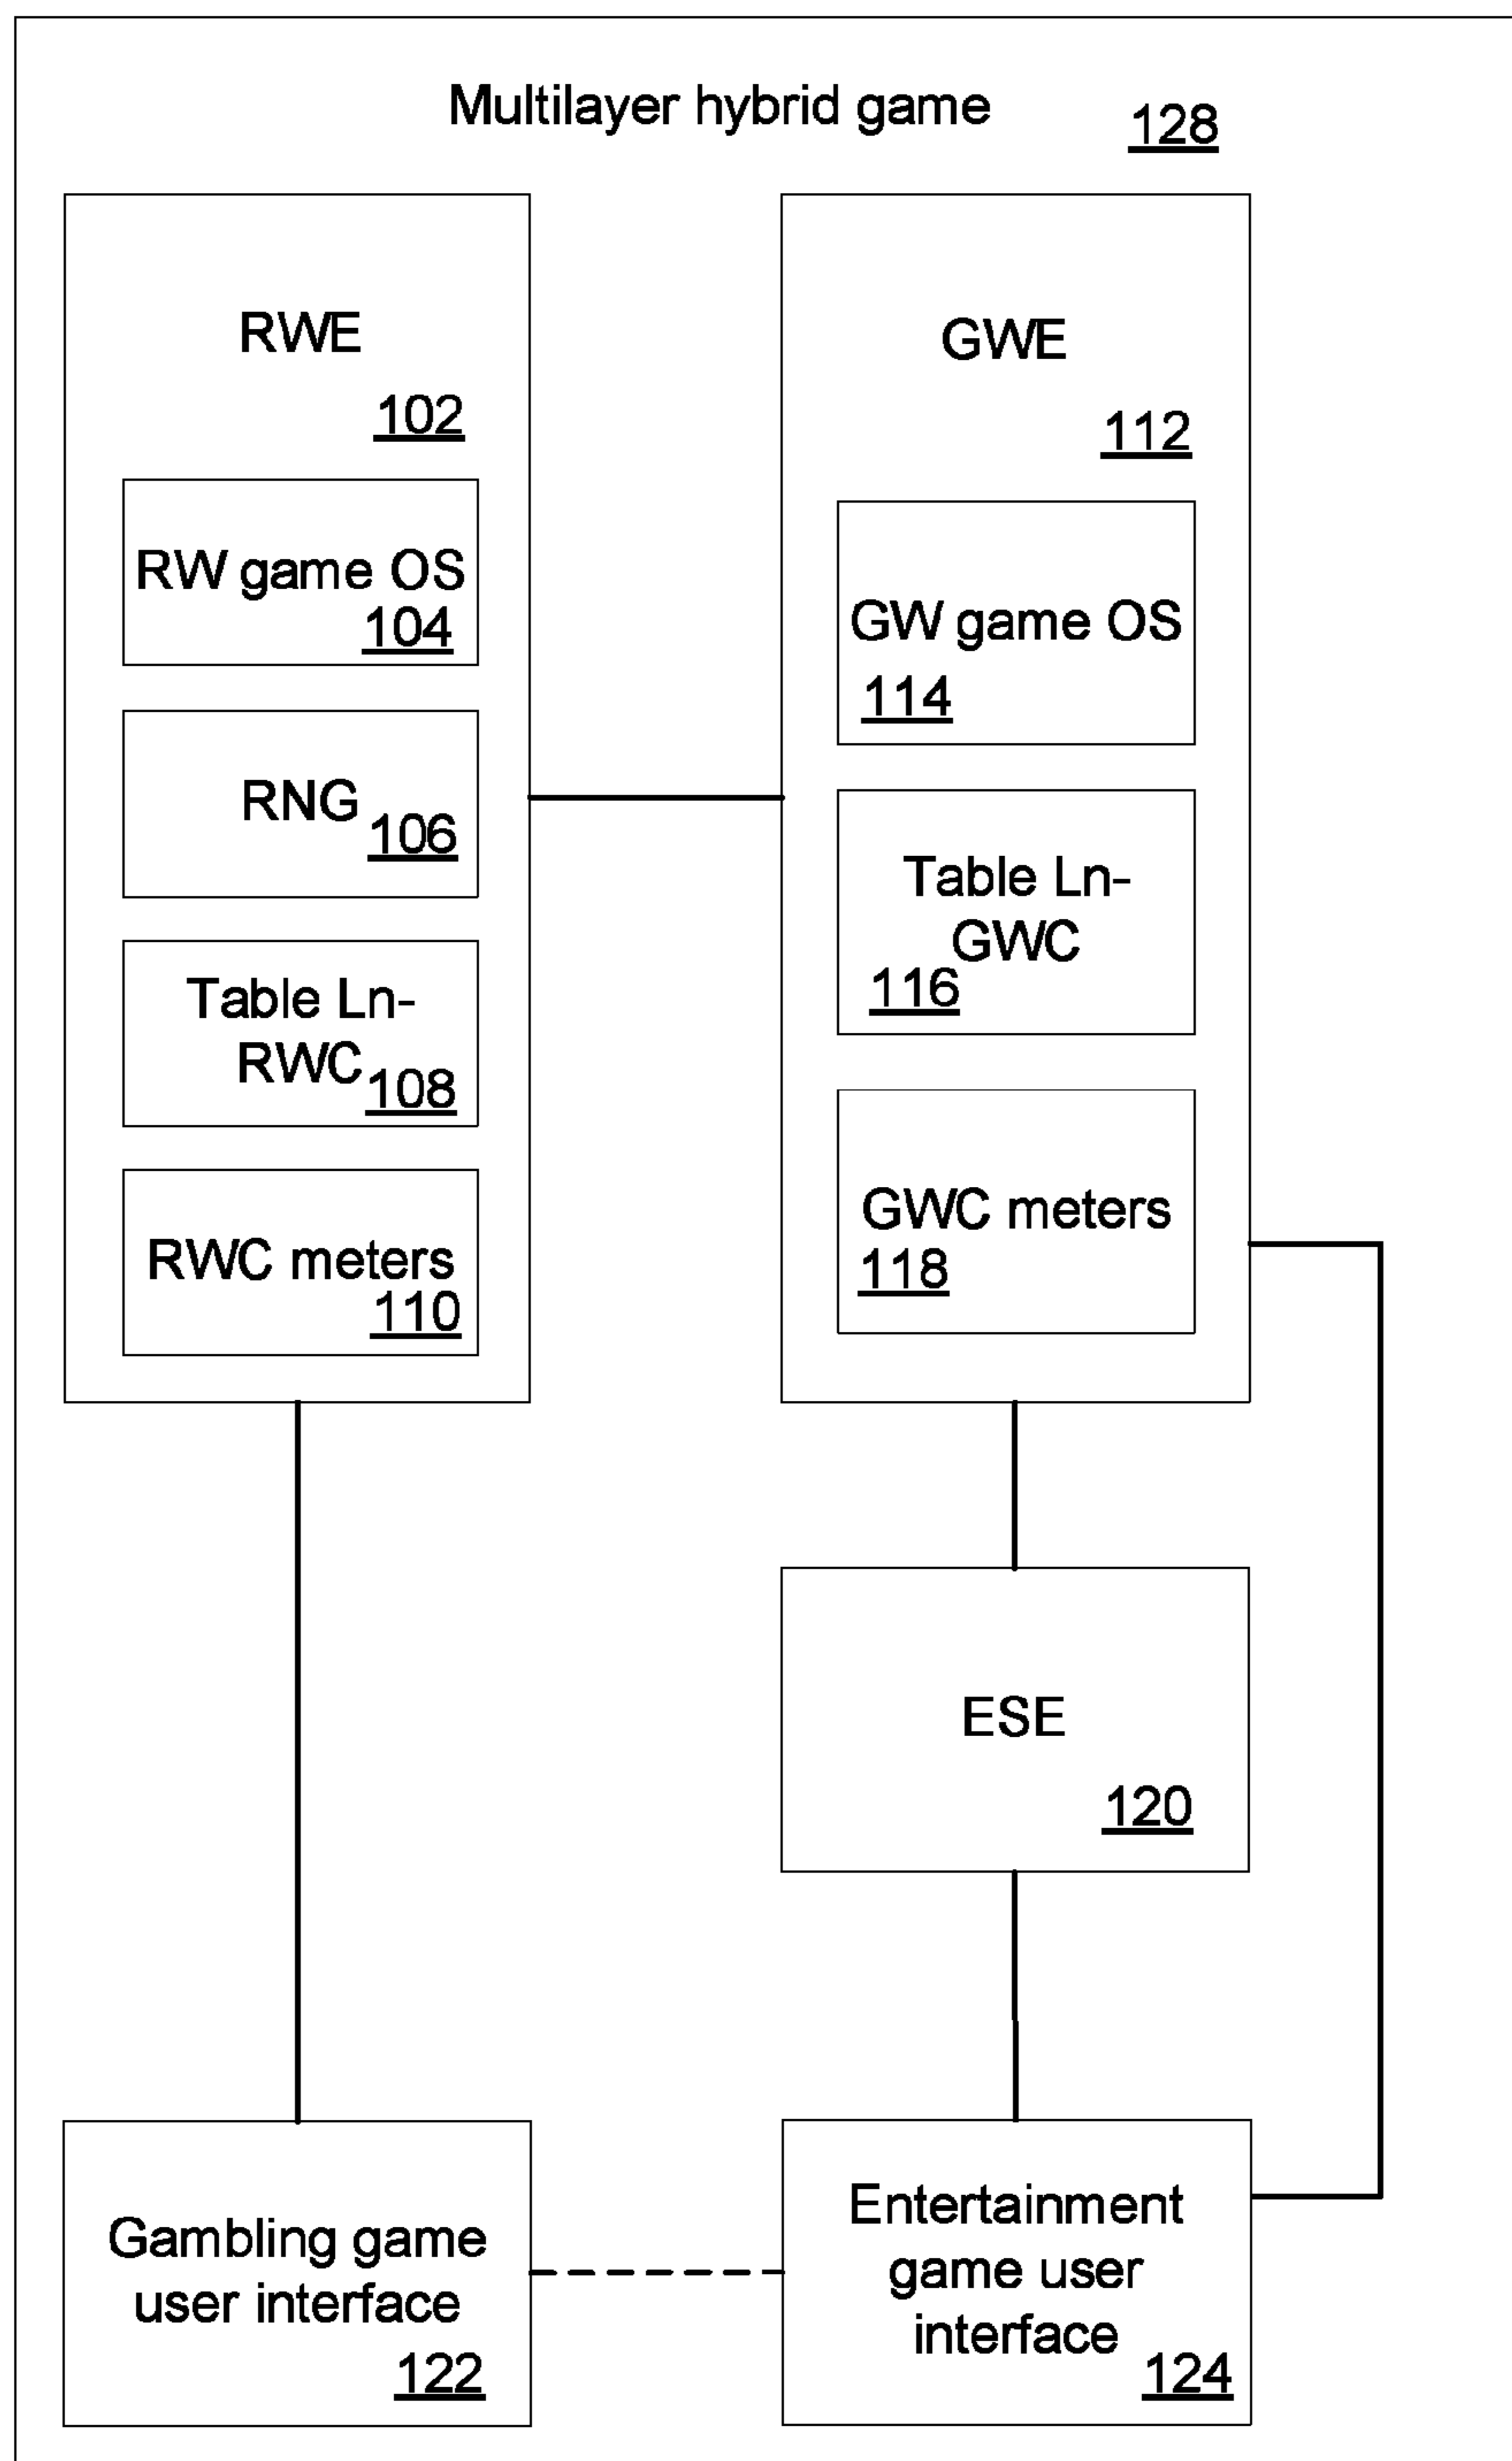 Multilayer hybrid game
128
RWE
102
RW game OS
104
RNG
106
Table Ln-
RWC
108
RWC meters
110
GWE
112
GW game OS
114
Table Ln-
GWC
116
GWC meters
118
ESE
120
Gambling game
user interface
122
Entertainment
game user
interface
124